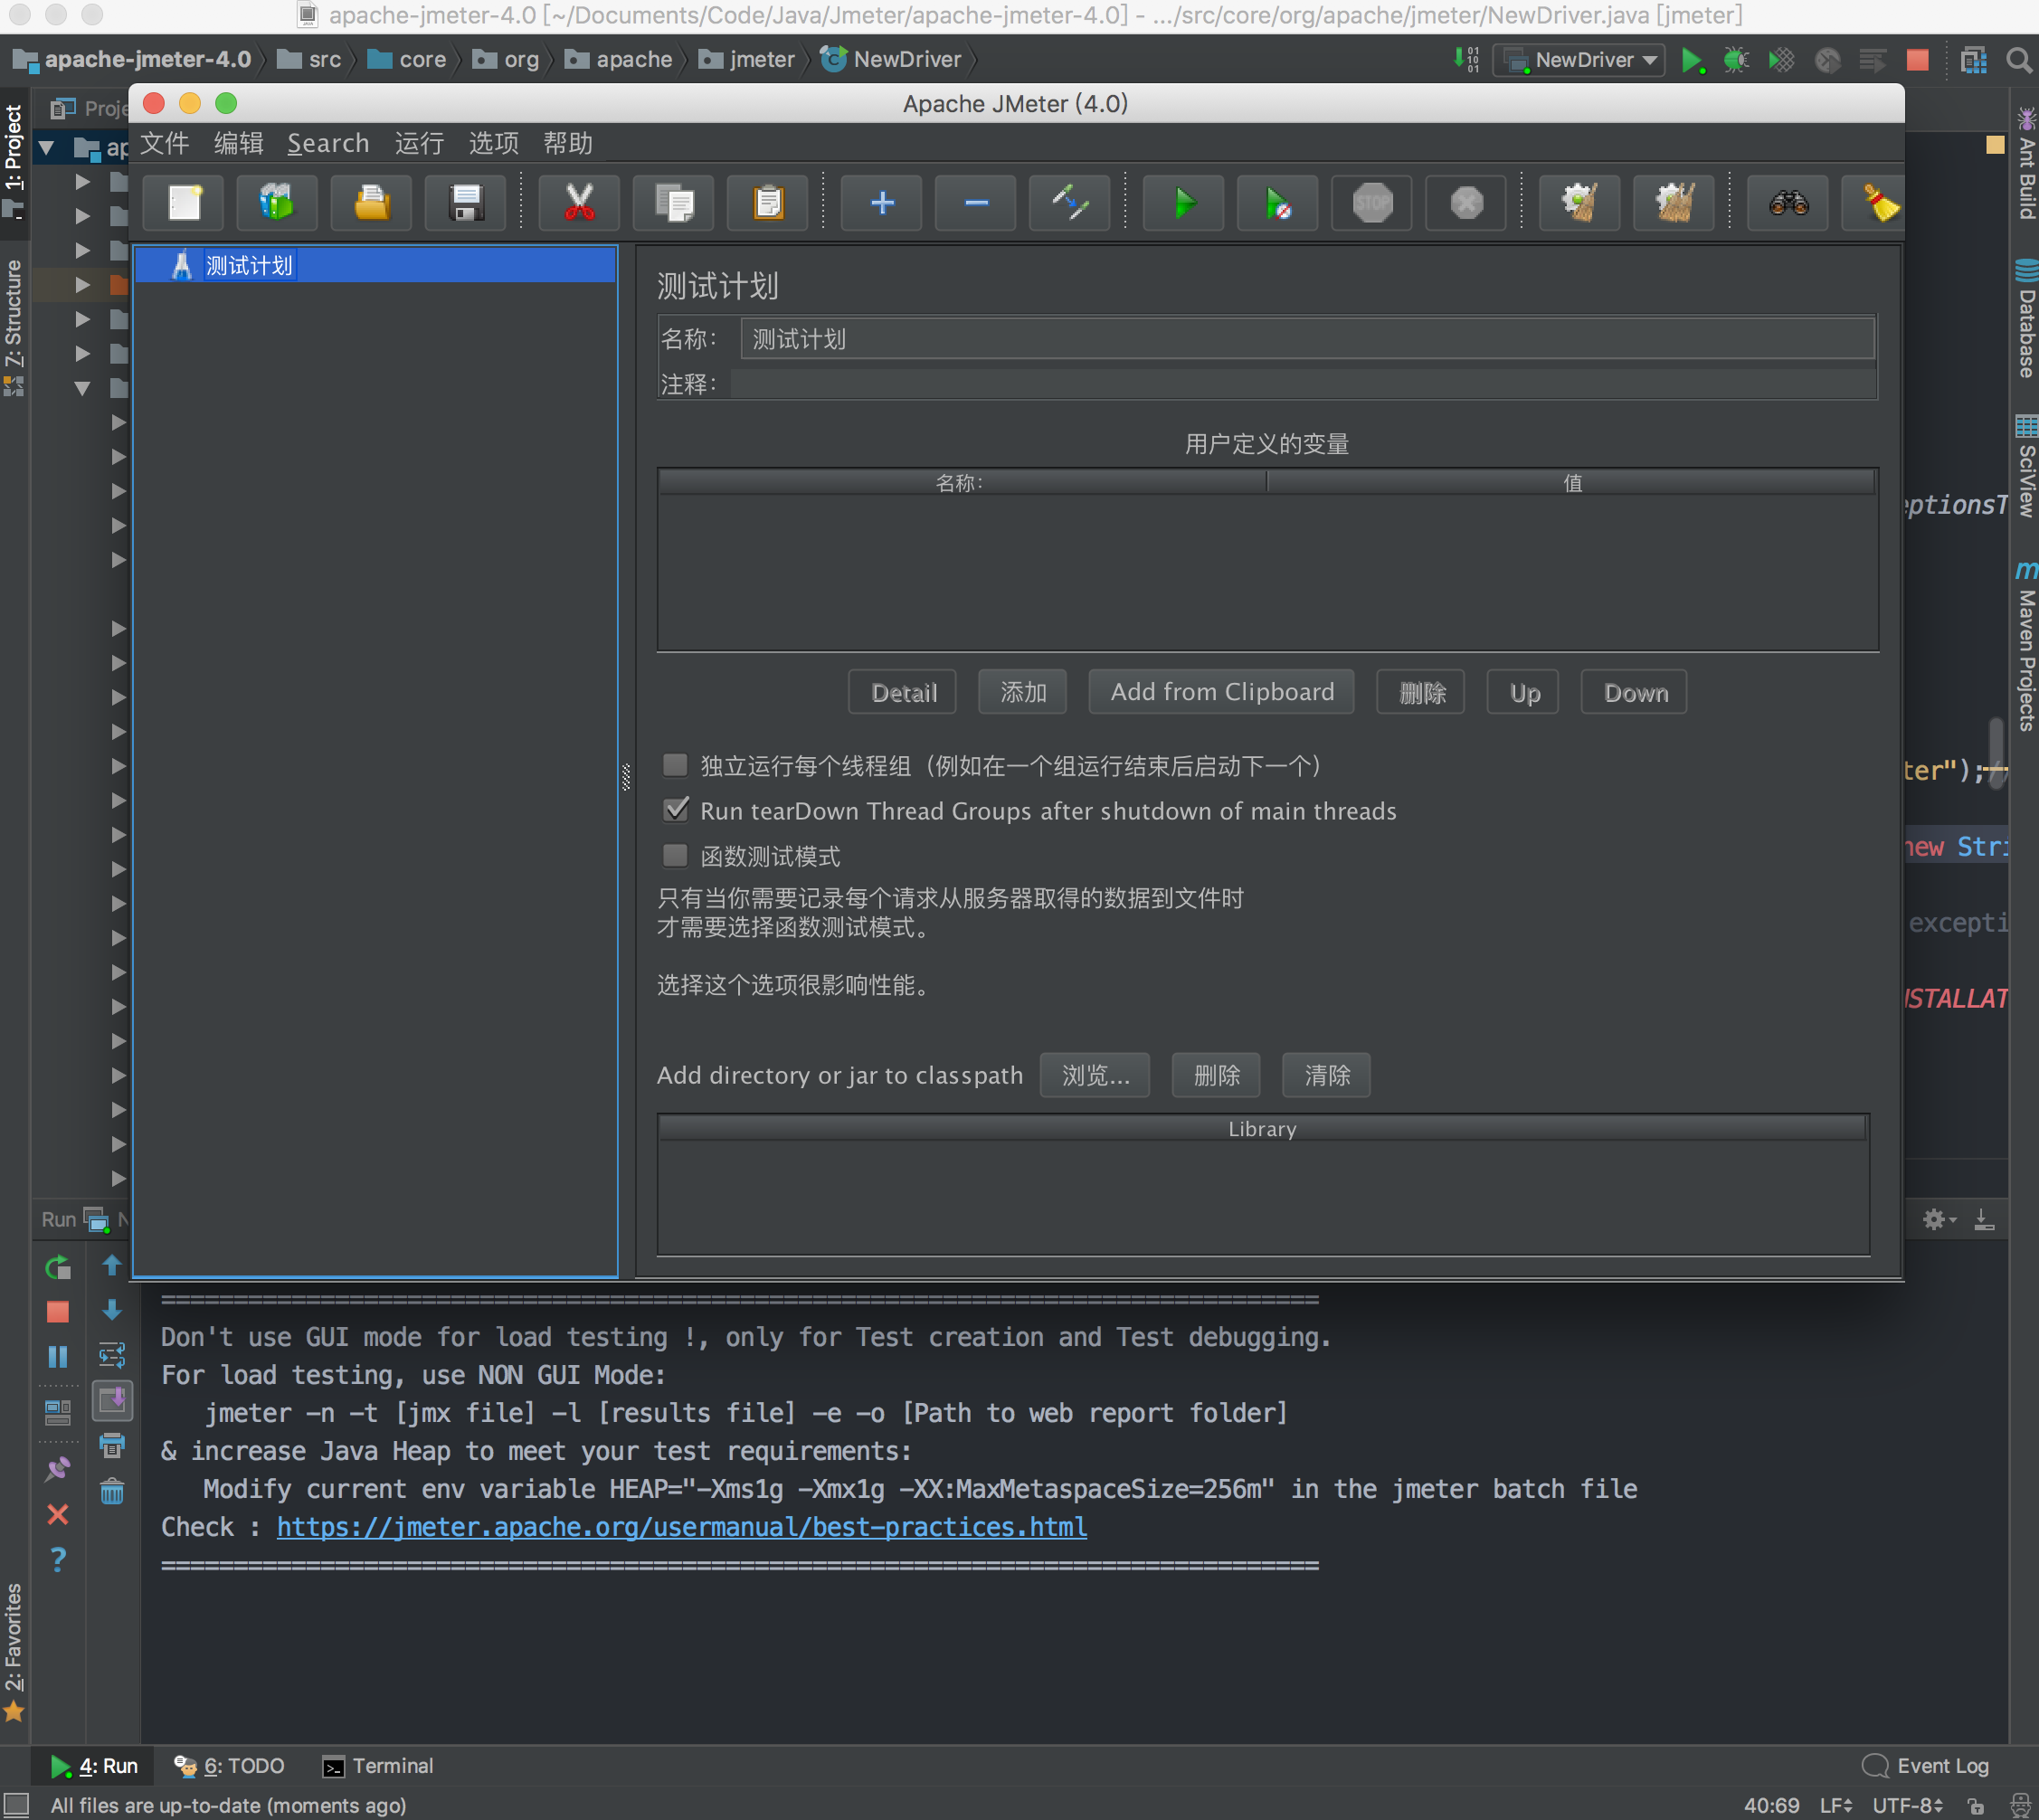 apache-jmeter-4.0 [~/Documents/Code/Java/Jmeter/apache-jmeter-4.0] - .../src/core/org/apache/jmeter/NewDriver.java [jmeter]
apache-jmeter-4.0 src core org apache jmeter NewDriver
NewDriver
Apache JMeter (4.0)
文件 编辑 Search 运行 选项 帮助
STOP
1: Project
Z: Structure
2: Favorites
Ant Build
Database
SciView
Maven Projects
测试计划
测试计划
名称： 测试计划
注释：
用户定义的变量
名称： 值
Detail 添加 Add from Clipboard 删除 Up Down
独立运行每个线程组（例如在一个组运行结束后启动下一个）
Run tearDown Thread Groups after shutdown of main threads
函数测试模式
只有当你需要记录每个请求从服务器取得的数据到文件时
才需要选择函数测试模式。
选择这个选项很影响性能。
Add directory or jar to classpath 浏览... 删除 清除
Library
ter");//
new Stri
excepti
Run
==========================================================
Don't use GUI mode for load testing !, only for Test creation and Test debugging.
For load testing, use NON GUI Mode:
jmeter -n -t [jmx file] -l [results file] -e -o [Path to web report folder]
& increase Java Heap to meet your test requirements:
Modify current env variable HEAP="-Xms1g -Xmx1g -XX:MaxMetaspaceSize=256m" in the jmeter batch file
Check : https://jmeter.apache.org/usermanual/best-practices.html
==========================================================
4: Run 6: TODO Terminal Event Log
All files are up-to-date (moments ago) 40:69 LF UTF-8